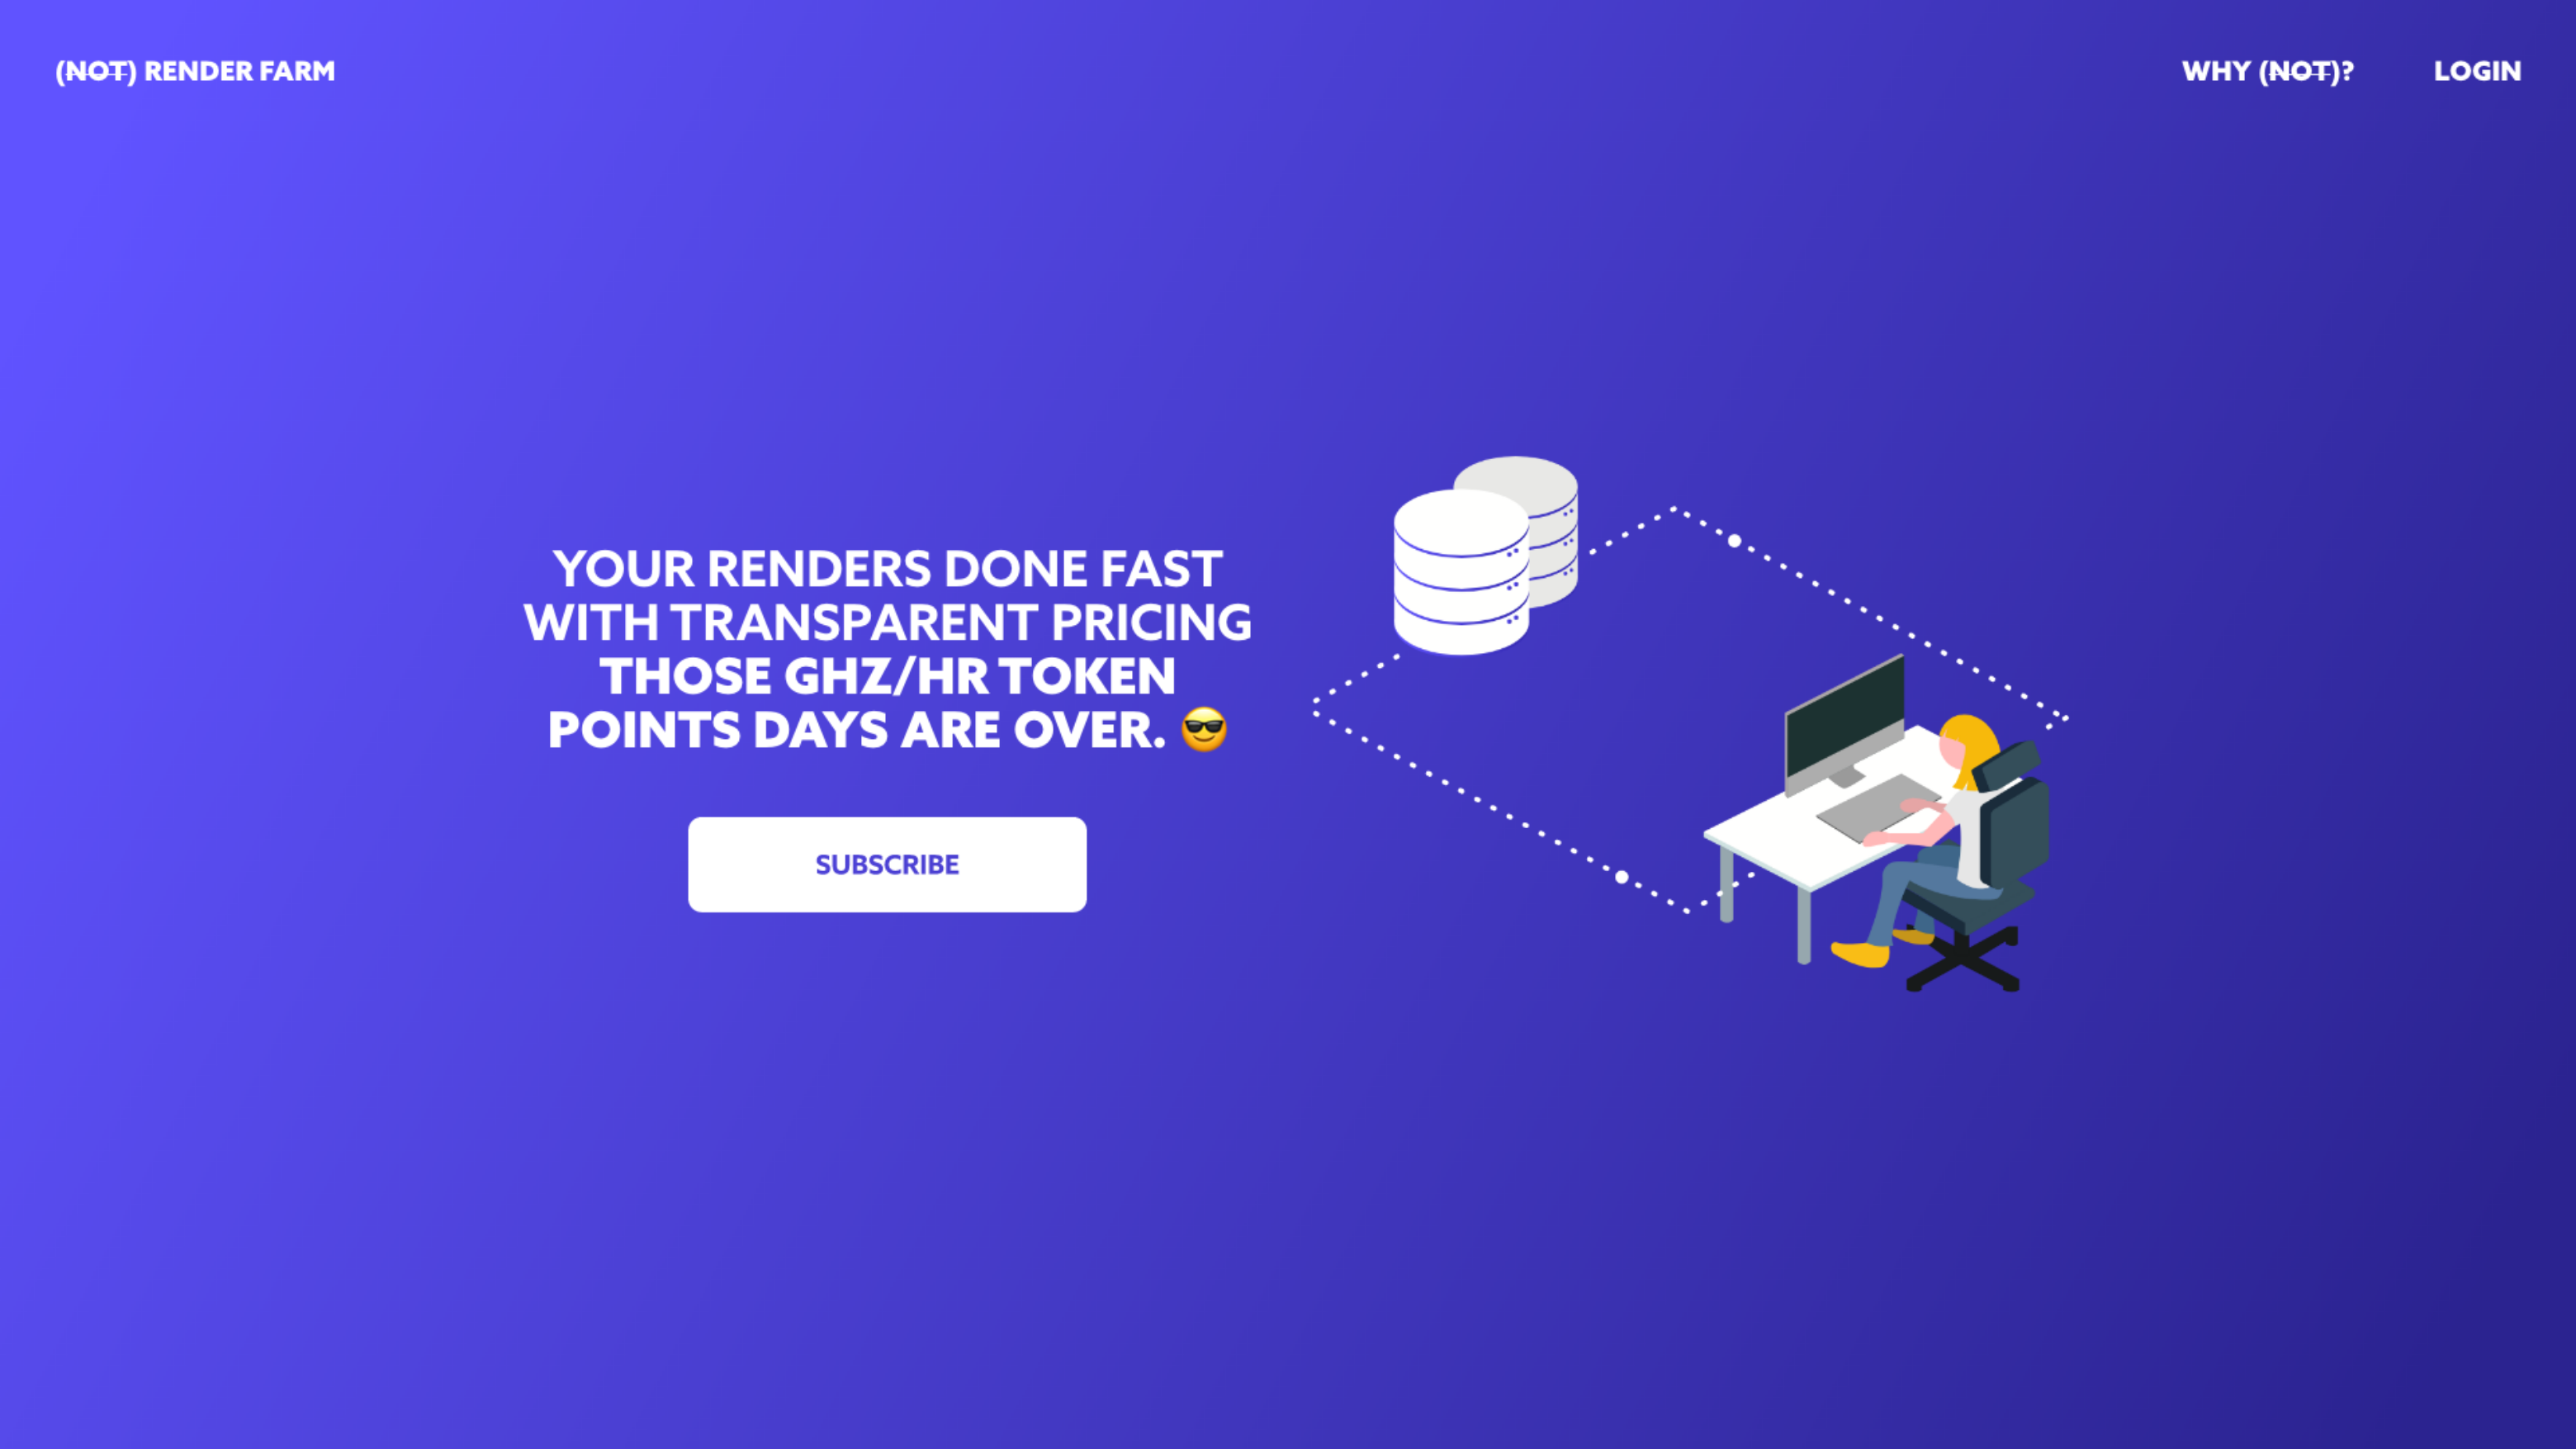 (NOT) RENDER FARM
WHY (NOT)?
LOGIN
YOUR RENDERS DONE FAST
WITH TRANSPARENT PRICING
THOSE GHZ/HR TOKEN
POINTS DAYS ARE OVER. 😎
SUBSCRIBE